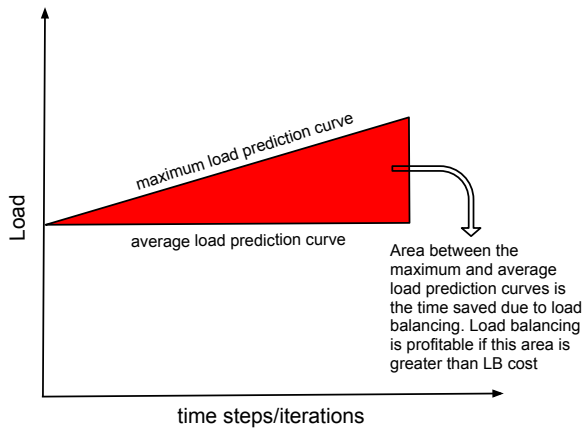 maximum load prediction curve
Load
average load prediction curve
Area between the
maximum and average
load prediction curves is
the time saved due to load
balancing. Load balancing
is profitable if this area is
greater than LB cost
time steps/iterations